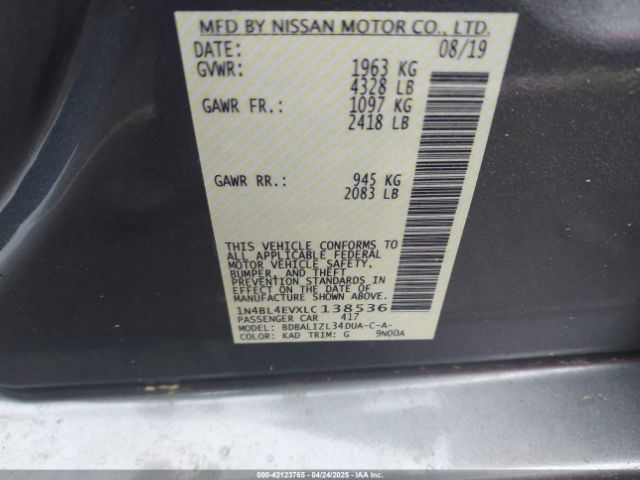 MFD BY NISSAN MOTOR CO., LTD.
DATE: 08/19
GVWR: 1963 KG
4328 LB
GAWR FR.: 1097 KG
2418 LB
GAWR RR.: 945 KG
2083 LB
THIS VEHICLE CONFORMS TO
ALL APPLICABLE FEDERAL
MOTOR VEHICLE SAFETY,
BUMPER, AND THEFT
PREVENTION STANDARDS IN
EFFECT ON THE DATE OF
MANUFACTURE SHOWN ABOVE.
1N4BL4EVXLC138536
PASSENGER CAR 417
MODEL: BDBALIZL34DUA-C-A-
COLOR: KAD TRIM: G 9N00A
000-42123765 - 04/24/2025 - IAAI.COM